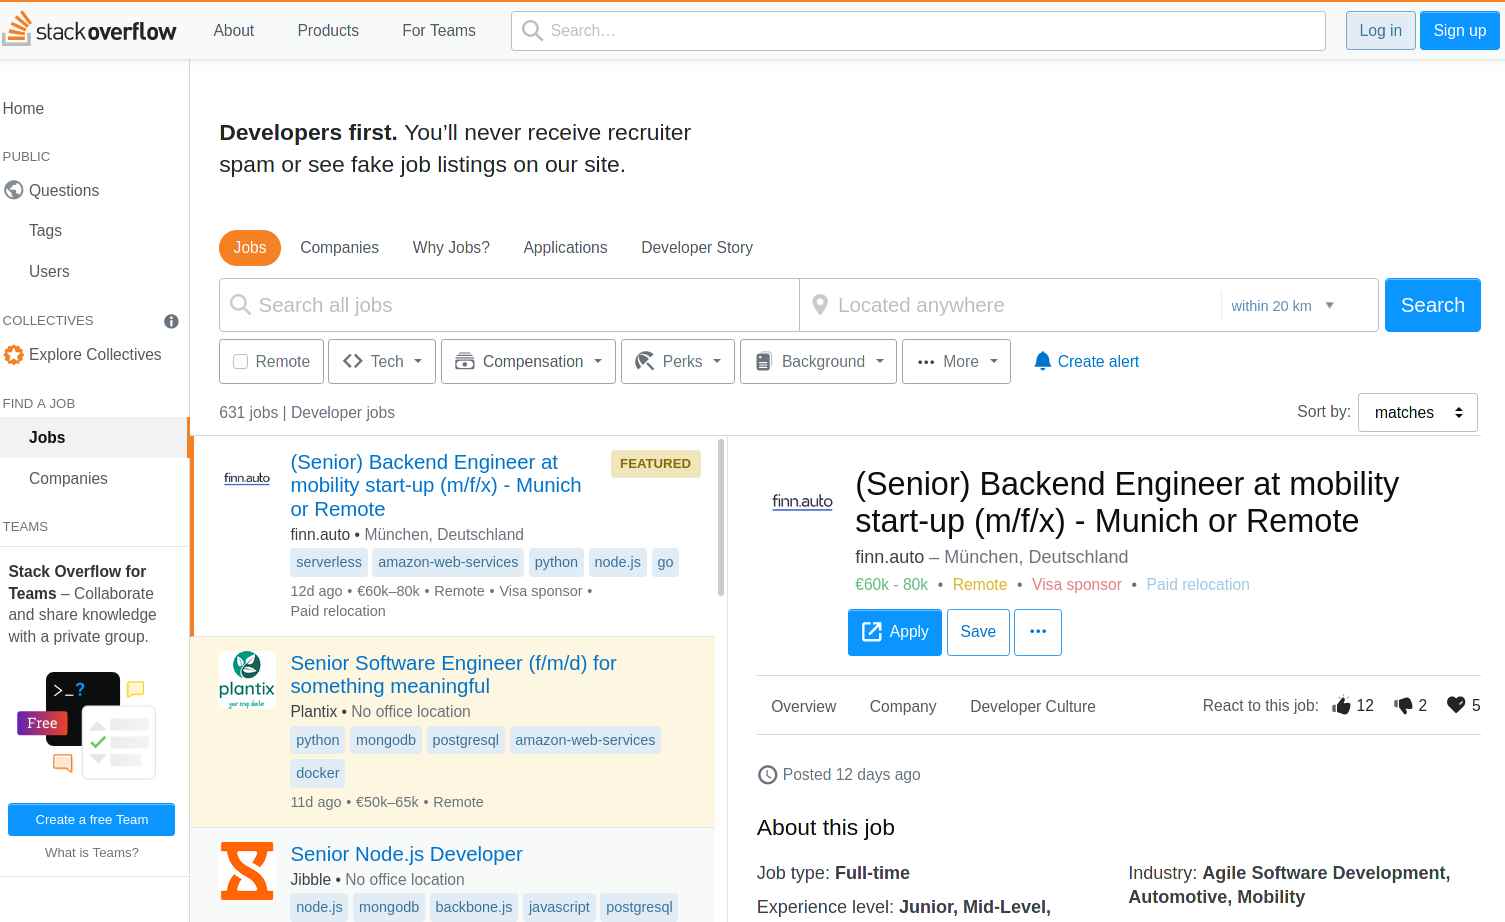 stackoverflow
About
Products
For Teams
Search...
Log in
Sign up
Home
PUBLIC
Questions
Tags
Users
COLLECTIVES
Explore Collectives
FIND A JOB
Jobs
Companies
TEAMS
Stack Overflow for
Teams – Collaborate
and share knowledge
with a private group.
>_?
Free
Create a free Team
What is Teams?
Developers first. You’ll never receive recruiter
spam or see fake job listings on our site.
Jobs
Companies
Why Jobs?
Applications
Developer Story
Search all jobs
Located anywhere
within 20 km
Search
Remote
Tech
Compensation
Perks
Background
More
Create alert
631 jobs | Developer jobs
Sort by:
matches
finn.auto
(Senior) Backend Engineer at
mobility start-up (m/f/x) - Munich
or Remote
FEATURED
finn.auto • München, Deutschland
serverless amazon-web-services python node.js go
12d ago • €60k–80k • Remote • Visa sponsor •
Paid relocation
plantix
your crop doctor
Senior Software Engineer (f/m/d) for
something meaningful
Plantix • No office location
python mongodb postgresql amazon-web-services
docker
11d ago • €50k–65k • Remote
Senior Node.js Developer
Jibble • No office location
node.js mongodb backbone.js javascript postgresql
finn.auto
(Senior) Backend Engineer at mobility
start-up (m/f/x) - Munich or Remote
finn.auto – München, Deutschland
€60k - 80k • Remote • Visa sponsor • Paid relocation
Apply
Save
Overview
Company
Developer Culture
React to this job:
12
2
5
Posted 12 days ago
About this job
Job type: Full-time
Experience level: Junior, Mid-Level,
Industry: Agile Software Development,
Automotive, Mobility